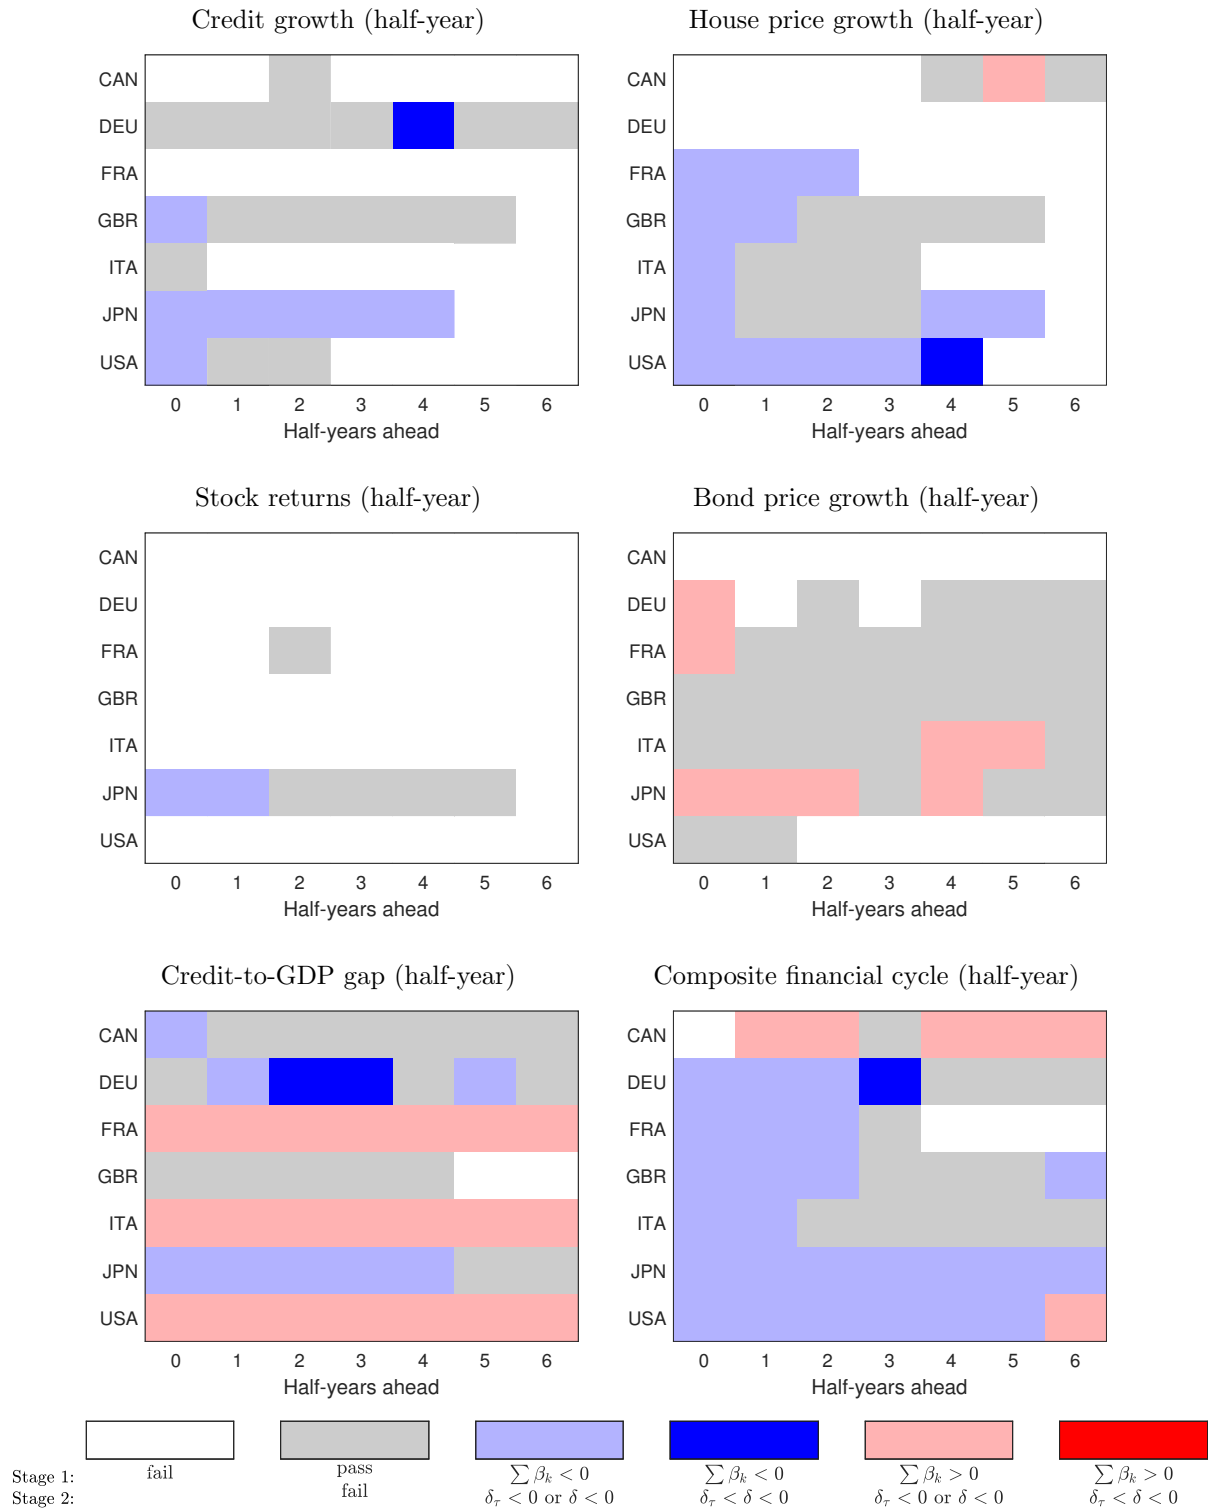 Credit growth (half-year)
House price growth (half-year)
CAN
DEU
FRA
GBR
ITA
JPN
USA
0 1 2 3 4 5 6
Half-years ahead
CAN
DEU
FRA
GBR
ITA
JPN
USA
0 1 2 3 4 5 6
Half-years ahead
Stock returns (half-year)
Bond price growth (half-year)
CAN
DEU
FRA
GBR
ITA
JPN
USA
0 1 2 3 4 5 6
Half-years ahead
CAN
DEU
FRA
GBR
ITA
JPN
USA
0 1 2 3 4 5 6
Half-years ahead
Credit-to-GDP gap (half-year)
Composite financial cycle (half-year)
CAN
DEU
FRA
GBR
ITA
JPN
USA
0 1 2 3 4 5 6
Half-years ahead
CAN
DEU
FRA
GBR
ITA
JPN
USA
0 1 2 3 4 5 6
Half-years ahead
Stage 1: fail pass ∑ βₖ < 0 ∑ βₖ < 0 ∑ βₖ > 0 ∑ βₖ > 0
Stage 2: fail δ_τ < 0 or δ < 0 δ_τ < δ < 0 δ_τ < 0 or δ < 0 δ_τ < δ < 0